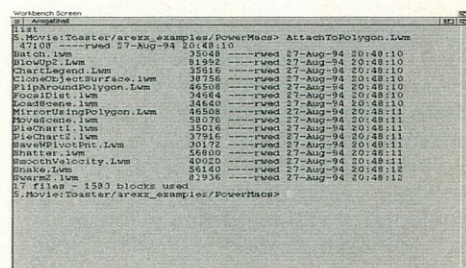 Workbench Screen
AmigaShell
list
5.Movie:Toaster/arexx_examples/PowerMacs> AttachToPolygon.Lwm
47108 ----rwed 27-Aug-94 20:48:10
Batch.lwm 35048 ----rwed 27-Aug-94 20:48:10
BlowUp2.Lwm 81992 ----rwed 27-Aug-94 20:48:10
ChartLegend.Lwm 35616 ----rwed 27-Aug-94 20:48:10
CloneObjectSurface.lwm 38756 ----rwed 27-Aug-94 20:48:10
FlipAroundPolygon.Lwm 46508 ----rwed 27-Aug-94 20:48:10
FocalDist.lwm 34684 ----rwed 27-Aug-94 20:48:10
LoadScene.lwm 34640 ----rwed 27-Aug-94 20:48:10
MirrorUsingPolygon.Lwm 46508 ----rwed 27-Aug-94 20:48:11
MoveScene.lwm 58076 ----rwed 27-Aug-94 20:48:11
PieChart1.lwm 35016 ----rwed 27-Aug-94 20:48:11
PieChart2.lwm 37916 ----rwed 27-Aug-94 20:48:11
SaveWPivotPnt.Lwm 30172 ----rwed 27-Aug-94 20:48:11
Shatter.lwm 56800 ----rwed 27-Aug-94 20:48:11
SmoothVelocity.Lwm 40020 ----rwed 27-Aug-94 20:48:12
Snake.Lwm 56140 ----rwed 27-Aug-94 20:48:12
Swarm2.lwm 83936 ----rwed 27-Aug-94 20:48:12
17 files - 1583 blocks used
5.Movie:Toaster/arexx_examples/PowerMacs>